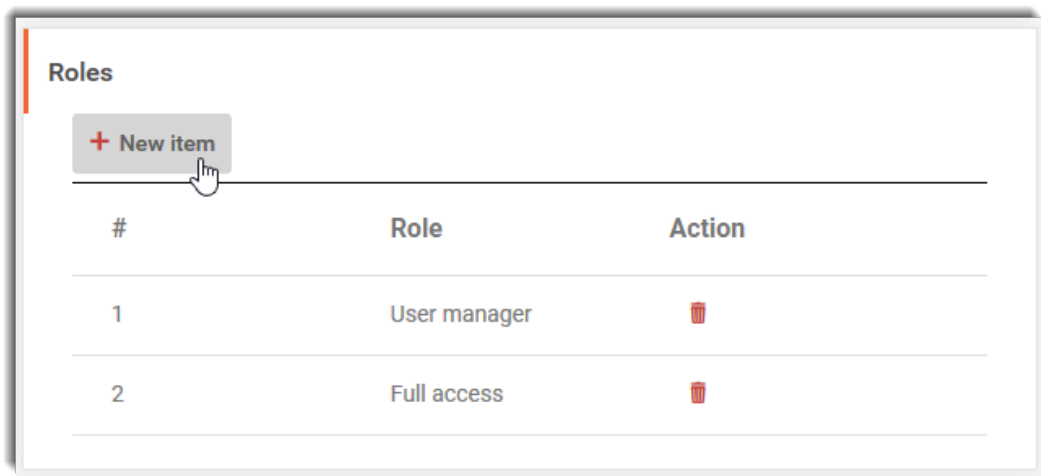 Roles
+ New item
# Role Action
1 User manager
2 Full access